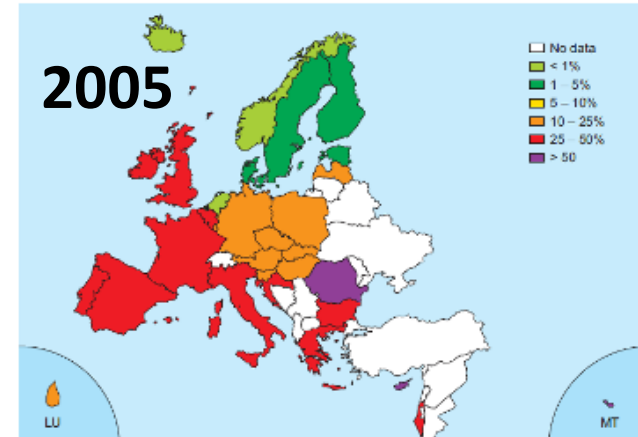 2005
No data
< 1%
1 – 5%
5 – 10%
10 – 25%
25 – 50%
> 50
LU
MT